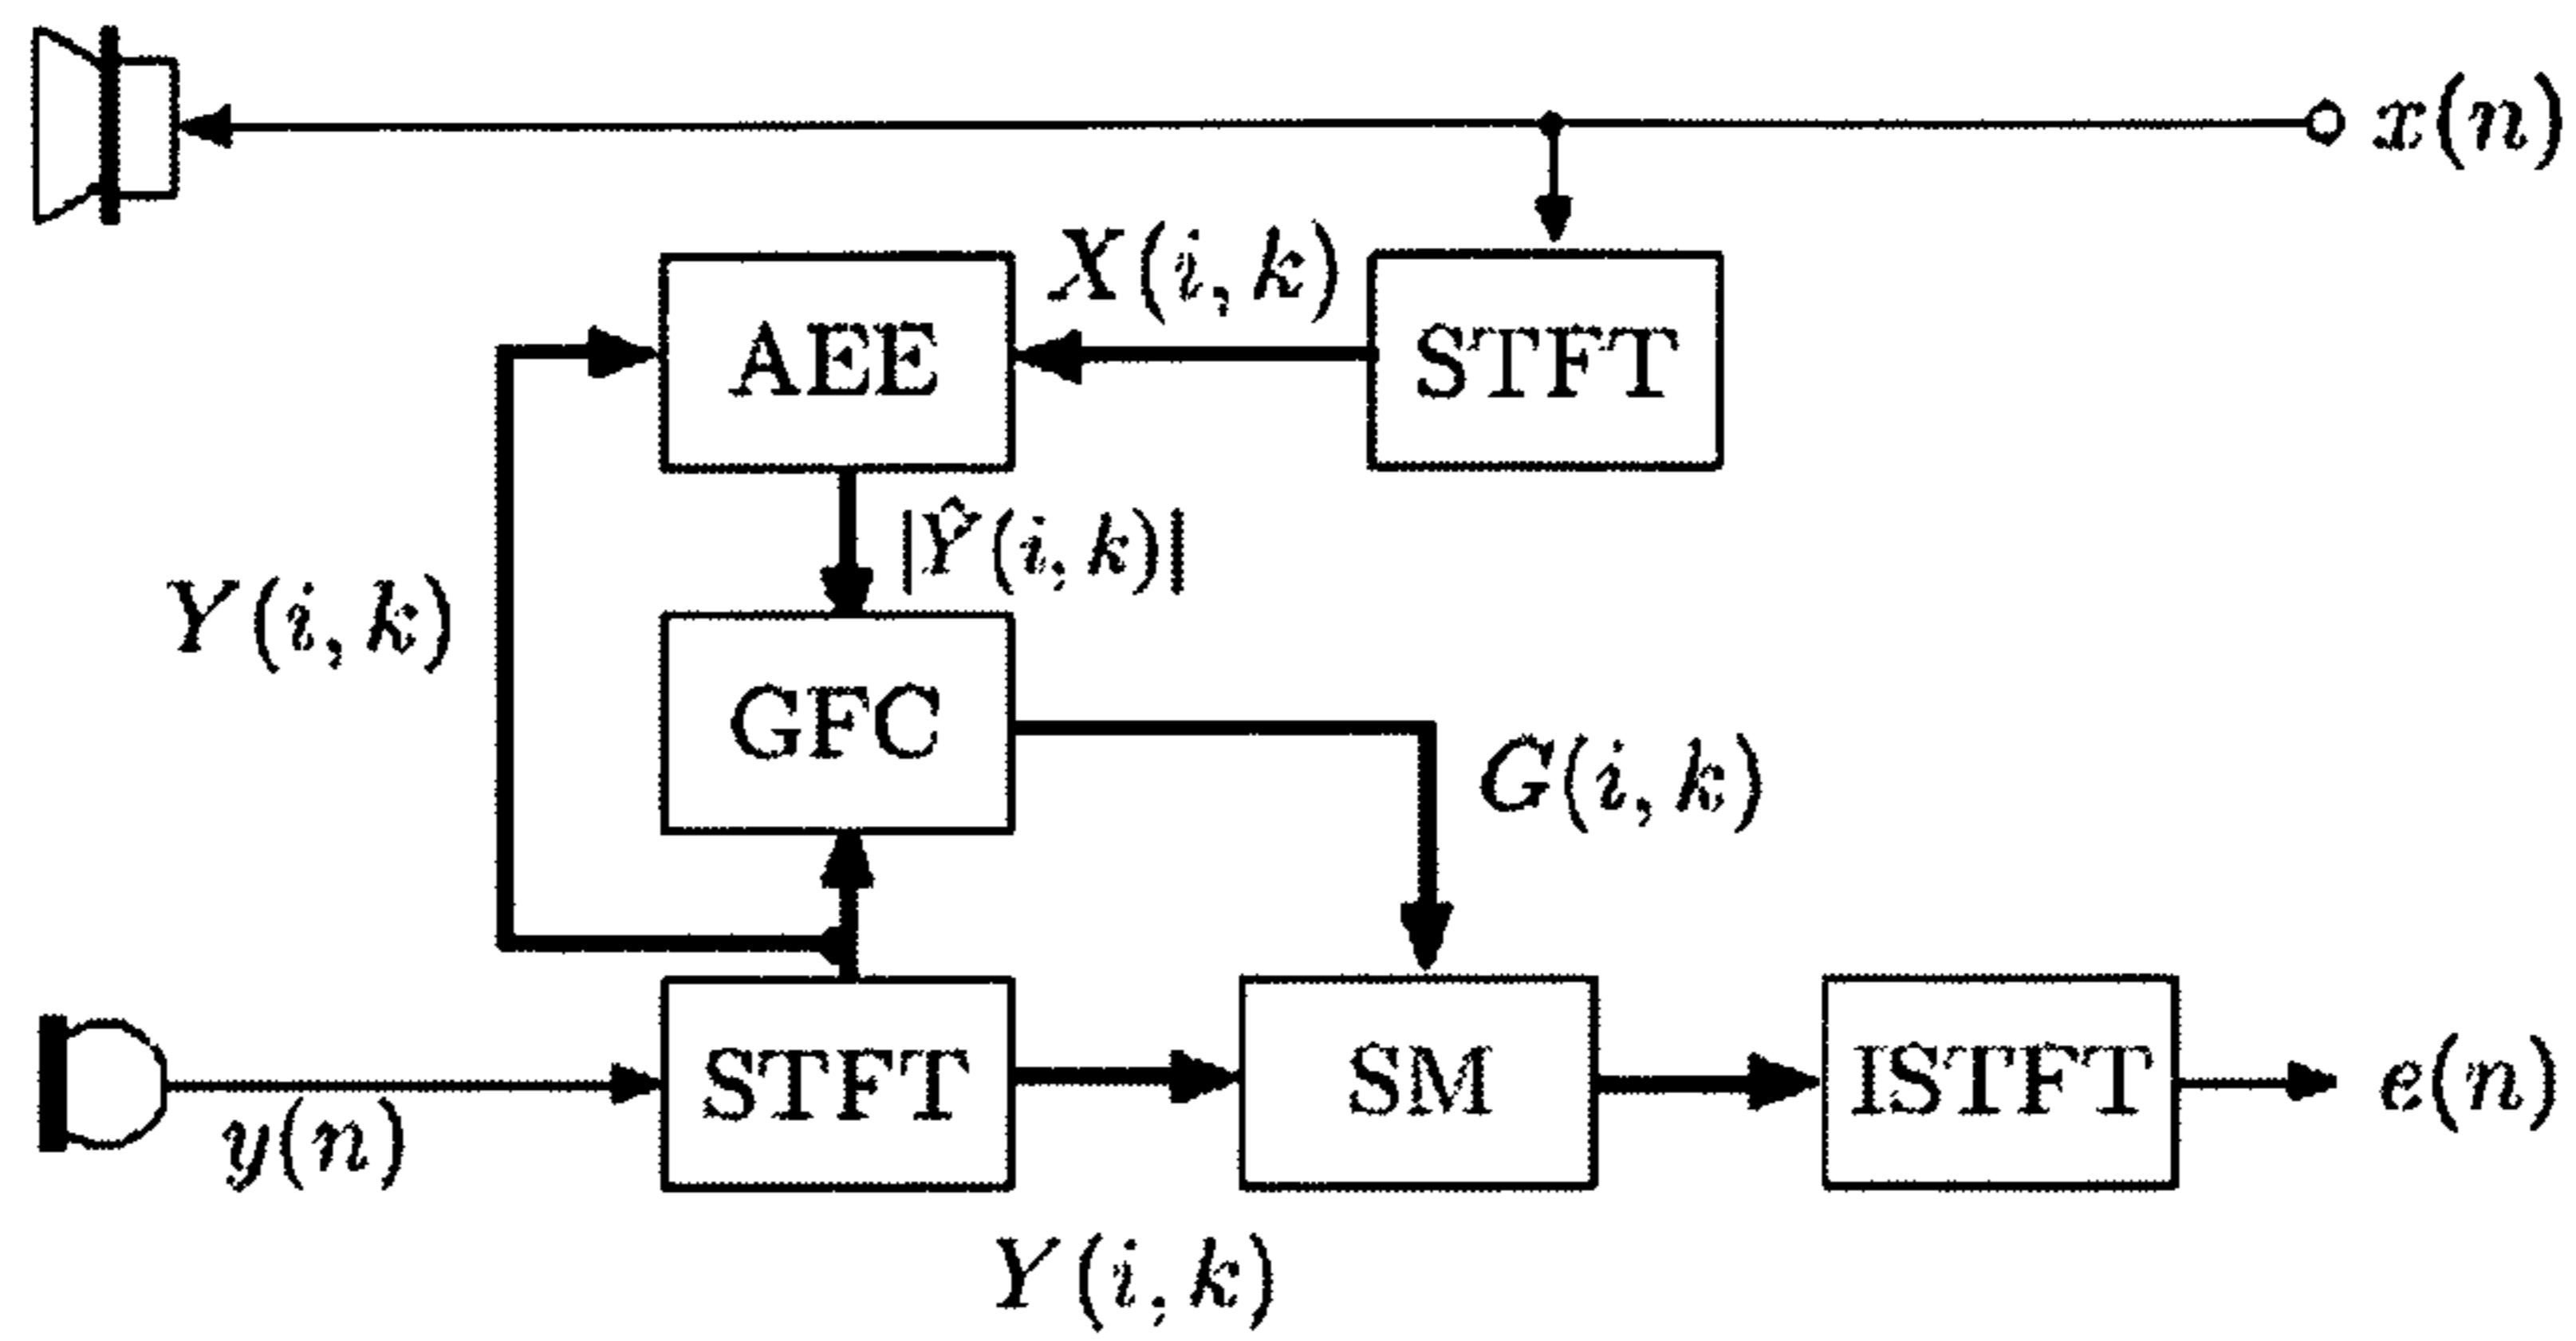 x(n)
X(i, k)
AEE
STFT
|Ŷ(i, k)|
Y(i, k)
GFC
G(i, k)
STFT
SM
ISTFT
e(n)
y(n)
Y(i, k)